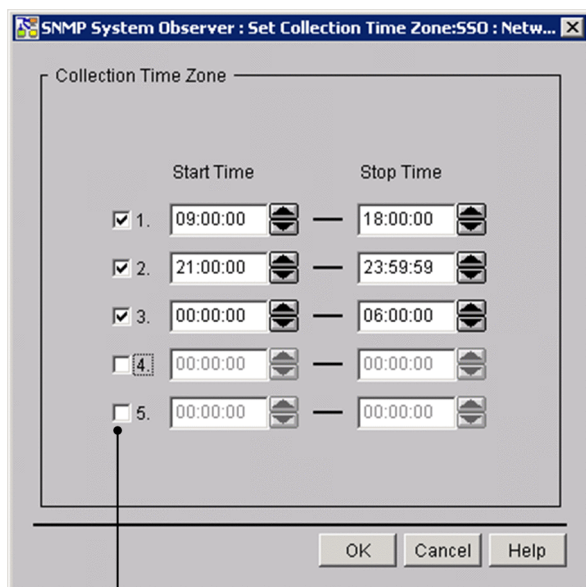 SNMP System Observer : Set Collection Time Zone:SSO : Netw...
Collection Time Zone
Start Time Stop Time
1. 09:00:00 — 18:00:00
2. 21:00:00 — 23:59:59
3. 00:00:00 — 06:00:00
4. 00:00:00 — 00:00:00
5. 00:00:00 — 00:00:00
OK Cancel Help